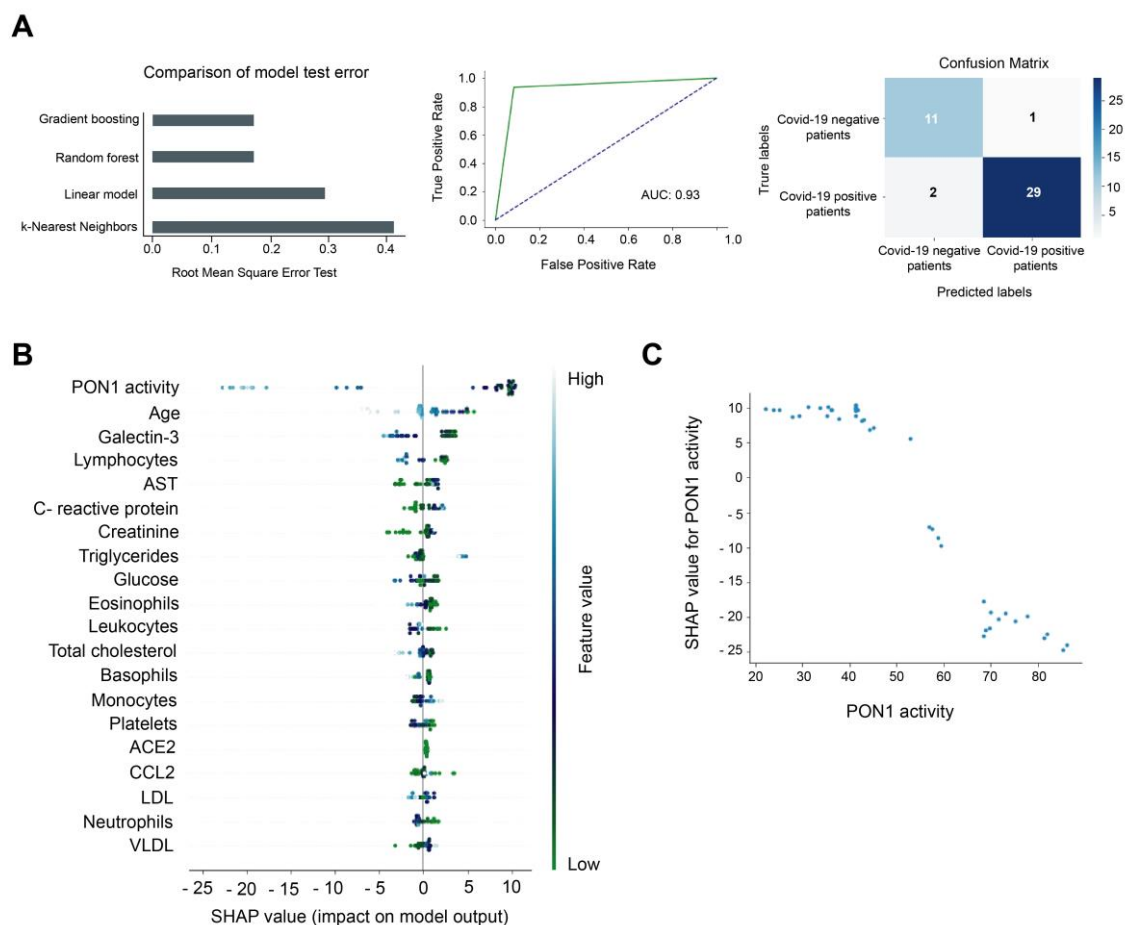 A
Comparison of model test error
Gradient boosting
Random forest
Linear model
k-Nearest Neighbors
0.0 0.1 0.2 0.3 0.4
Root Mean Square Error Test
True Positive Rate
1.0
0.8
0.6
0.4
0.2
0.0
AUC: 0.93
0.0 0.2 0.4 0.6 0.8 1.0
False Positive Rate
Confusion Matrix
Trure labels
Covid-19 negative
patients
Covid-19 positive
patients
11 1
2 29
Covid-19 negative
patients
Covid-19 positive
patients
Predicted labels
25
20
15
10
5
B
PON1 activity
Age
Galectin-3
Lymphocytes
AST
C- reactive protein
Creatinine
Triglycerides
Glucose
Eosinophils
Leukocytes
Total cholesterol
Basophils
Monocytes
Platelets
ACE2
CCL2
LDL
Neutrophils
VLDL
- 25 - 20 - 15 - 10 - 5 0 5 10
SHAP value (impact on model output)
High
Feature value
Low
C
SHAP value for PON1 activity
10
5
0
- 5
- 10
- 15
- 20
- 25
20 30 40 50 60 70 80
PON1 activity